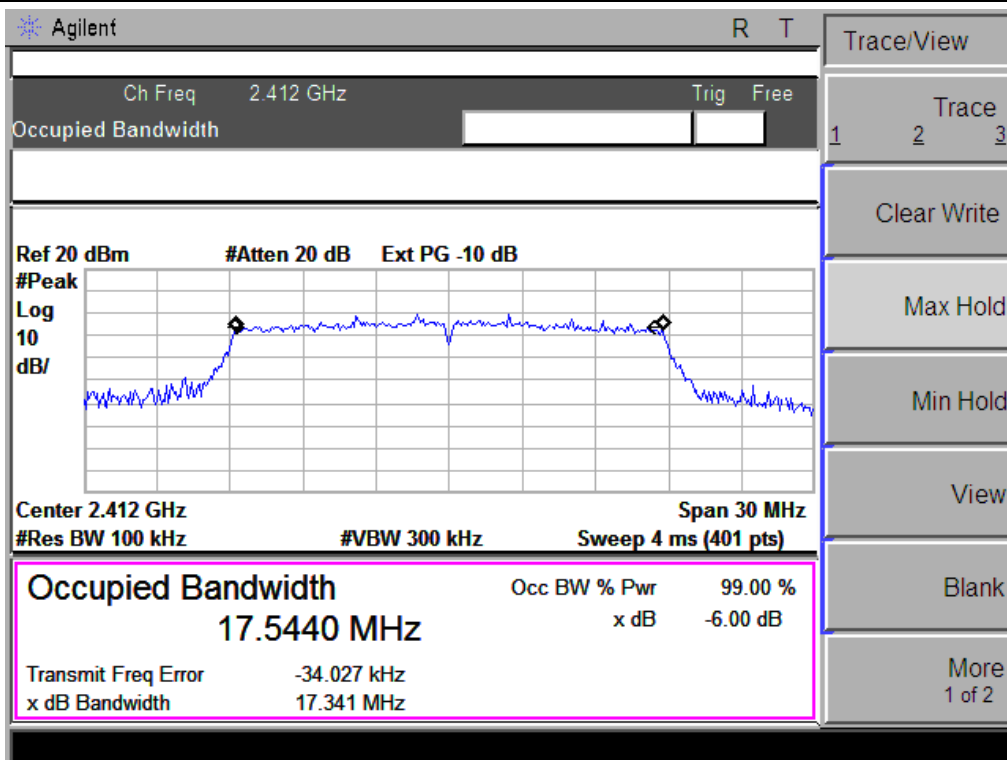 Agilent R T
Ch Freq 2.412 GHz Trig Free
Occupied Bandwidth
Ref 20 dBm #Atten 20 dB Ext PG -10 dB
#Peak
Log
10
dB/
Center 2.412 GHz Span 30 MHz
#Res BW 100 kHz #VBW 300 kHz Sweep 4 ms (401 pts)
Occupied Bandwidth Occ BW % Pwr 99.00 %
17.5440 MHz x dB -6.00 dB
Transmit Freq Error -34.027 kHz
x dB Bandwidth 17.341 MHz
Trace/View
Trace
1 2 3
Clear Write
Max Hold
Min Hold
View
Blank
More
1 of 2